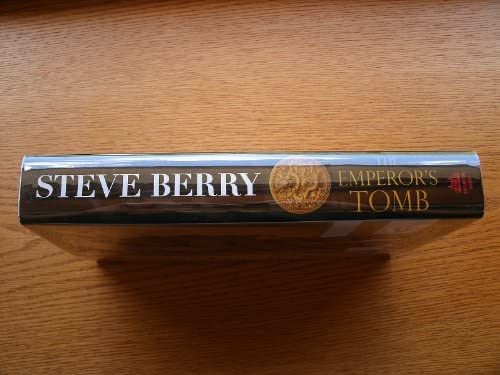 STEVE BERRY
THE
EMPEROR'S
TOMB